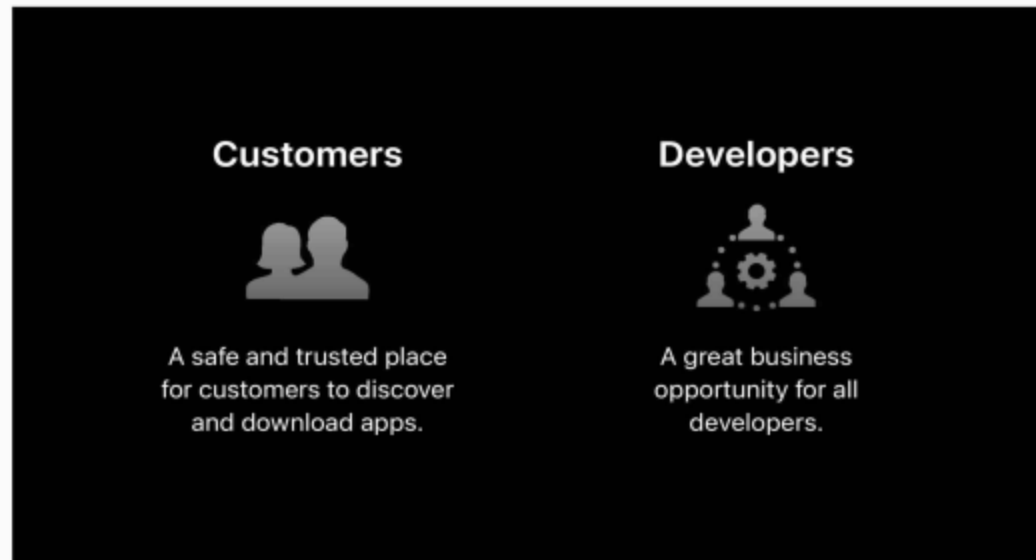 Customers
A safe and trusted place
for customers to discover
and download apps.
Developers
A great business
opportunity for all
developers.